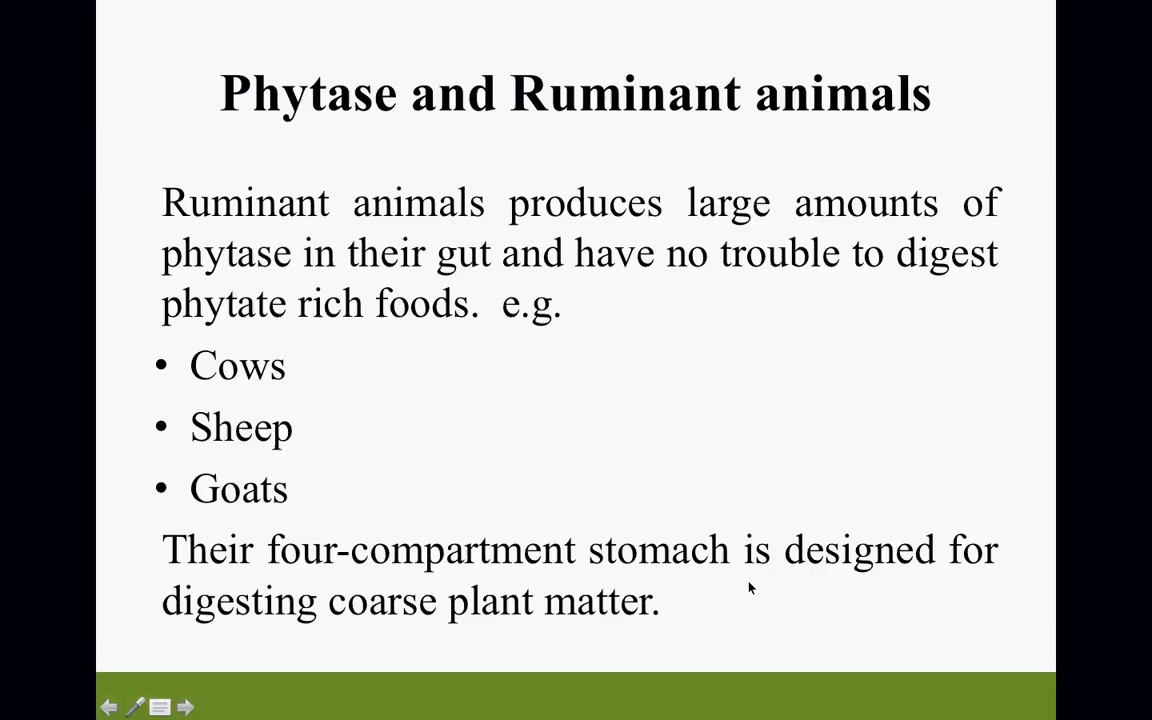 Phytase and Ruminant animals
Ruminant animals produces large amounts of
phytase in their gut and have no trouble to digest
phytate rich foods.  e.g.
• Cows
• Sheep
• Goats
Their four-compartment stomach is designed for
digesting coarse plant matter.